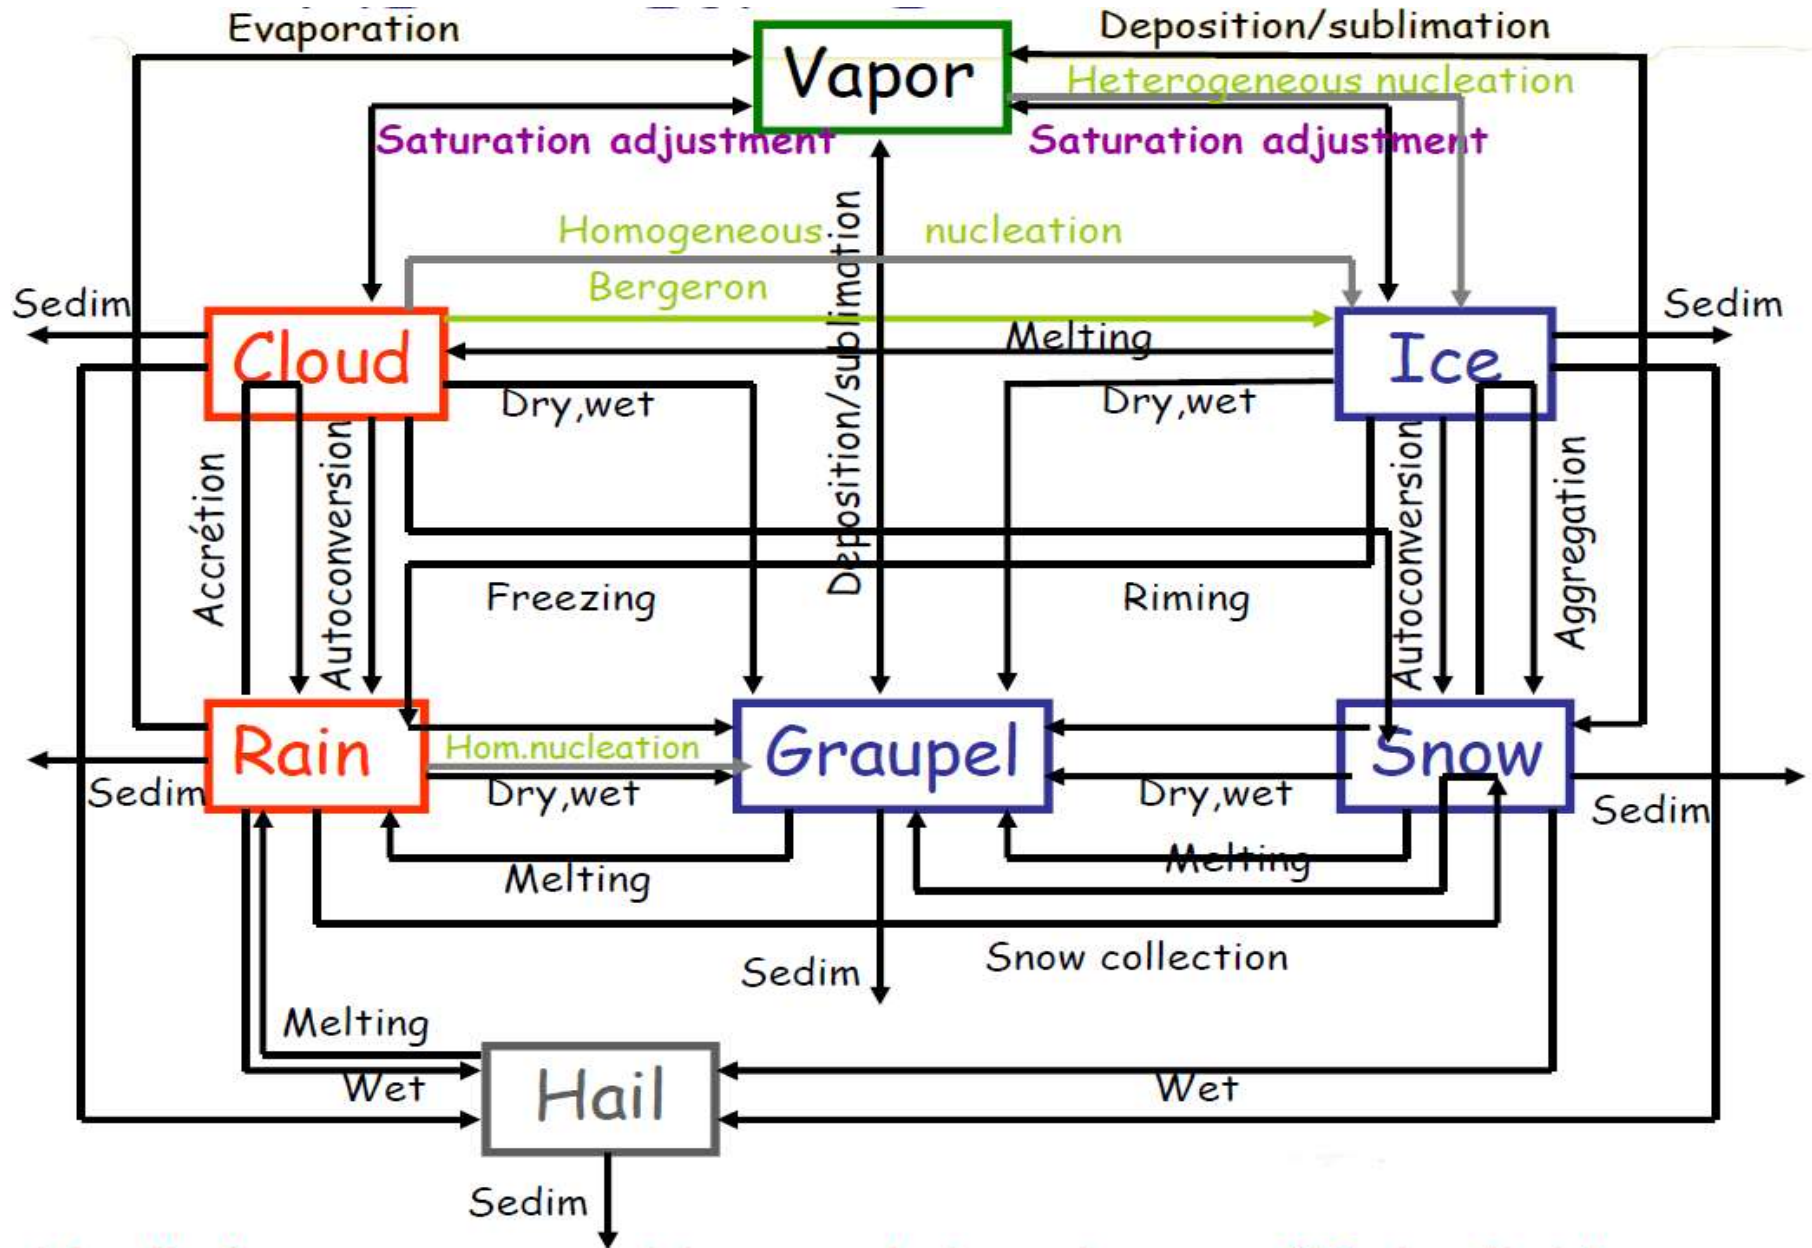 Evaporation
Deposition/sublimation
Vapor
Heterogeneous nucleation
Saturation adjustment
Saturation adjustment
Homogeneous nucleation
Bergeron
Deposition/sublimation
Sedim
Sedim
Cloud
Melting
Ice
Dry,wet
Dry,wet
Accrétion
Autoconversion
Autoconversion
Aggregation
Freezing
Riming
Rain
Hom.nucleation
Graupel
Snow
Sedim
Dry,wet
Dry,wet
Sedim
Melting
Melting
Snow collection
Sedim
Melting
Wet
Hail
Wet
Sedim